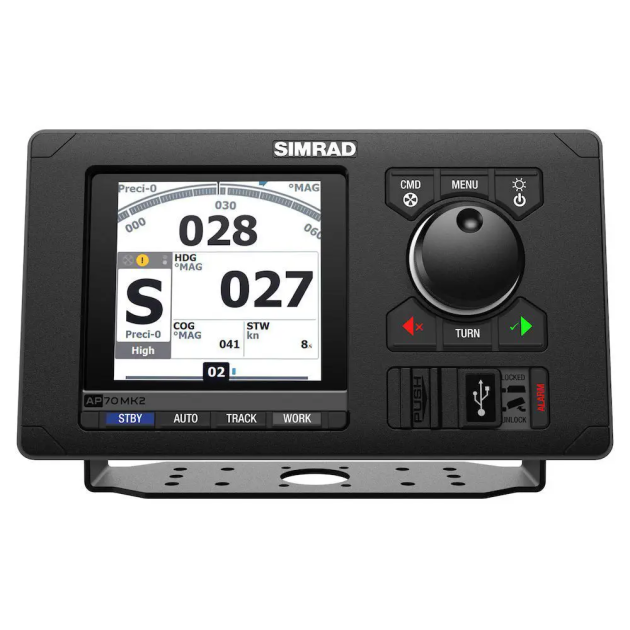 SIMRAD
Preci-0
°MAG
000
030
060
028
HDG
°MAG
027
S
Preci-0
High
COG
°MAG
041
STW
kn
8
02
AP70 MK2
STBY
AUTO
TRACK
WORK
CMD
MENU
TURN
PUSH
LOCKED
UNLOCK
ALARM